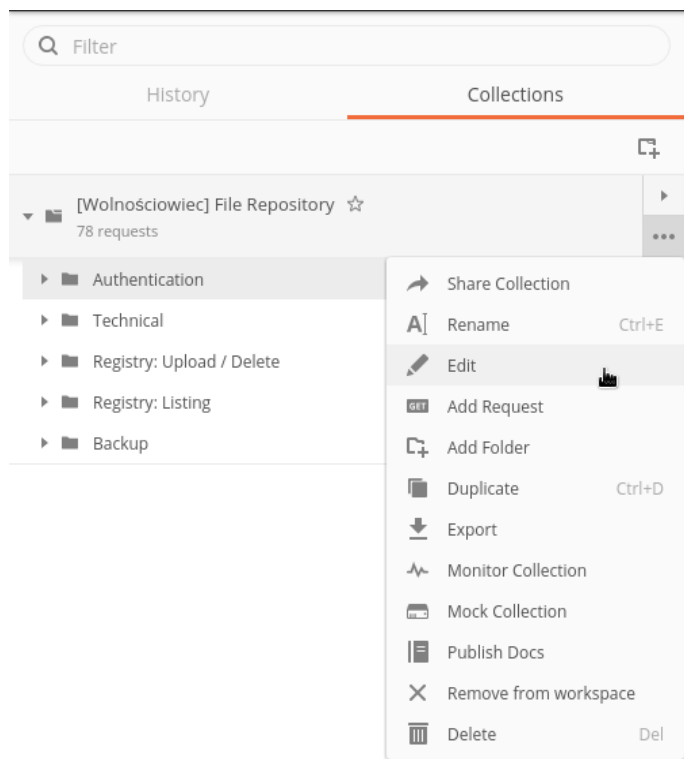 Filter
History Collections
[Wolnościowiec] File Repository
78 requests
Authentication
Technical
Registry: Upload / Delete
Registry: Listing
Backup
Share Collection
Rename Ctrl+E
Edit
GET Add Request
Add Folder
Duplicate Ctrl+D
Export
Monitor Collection
Mock Collection
Publish Docs
Remove from workspace
Delete Del